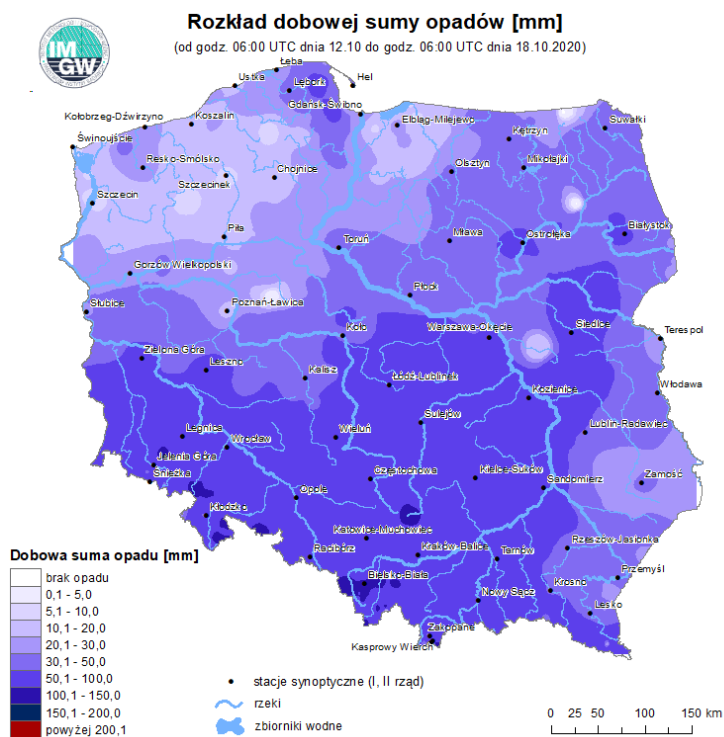 Rozkład dobowej sumy opadów [mm]
(od godz. 06:00 UTC dnia 12.10 do godz. 06:00 UTC dnia 18.10.2020)
IM
GW
Łeba
Ustka
Lębork
Hel
Gdańsk-Świbno
Kołobrzeg-Dźwirzyno
Koszalin
Elbląg-Milejewo
Suwałki
Kętrzyn
Świnoujście
Resko-Smólsko
Chojnice
Olsztyn
Mikołajki
Szczecinek
Szczecin
Piła
Toruń
Mława
Ostrołęka
Białystok
Gorzów Wielkopolski
Płock
Słubice
Poznań-Ławica
Koło
Warszawa-Okęcie
Siedlce
Terespol
Zielona Góra
Leszno
Kalisz
Łódź-Lublinek
Kozienice
Włodawa
Sulejów
Legnica
Wrocław
Wieluń
Lublin-Radawiec
Jelenia Góra
Śnieżka
Częstochowa
Kielce-Suków
Sandomierz
Zamość
Kłodzko
Opole
Katowice-Muchowiec
Rzeszów-Jasionka
Racibórz
Kraków-Balice
Tarnów
Przemyśl
Bielsko-Biała
Nowy Sącz
Krosno
Lesko
Zakopane
Kasprowy Wierch
Dobowa suma opadu [mm]
brak opadu
0,1 - 5,0
5,1 - 10,0
10,1 - 20,0
20,1 - 30,0
30,1 - 50,0
50,1 - 100,0
100,1 - 150,0
150,1 - 200,0
powyżej 200,1
stacje synoptyczne (I, II rząd)
rzeki
zbiorniki wodne
0 25 50 100 150 km